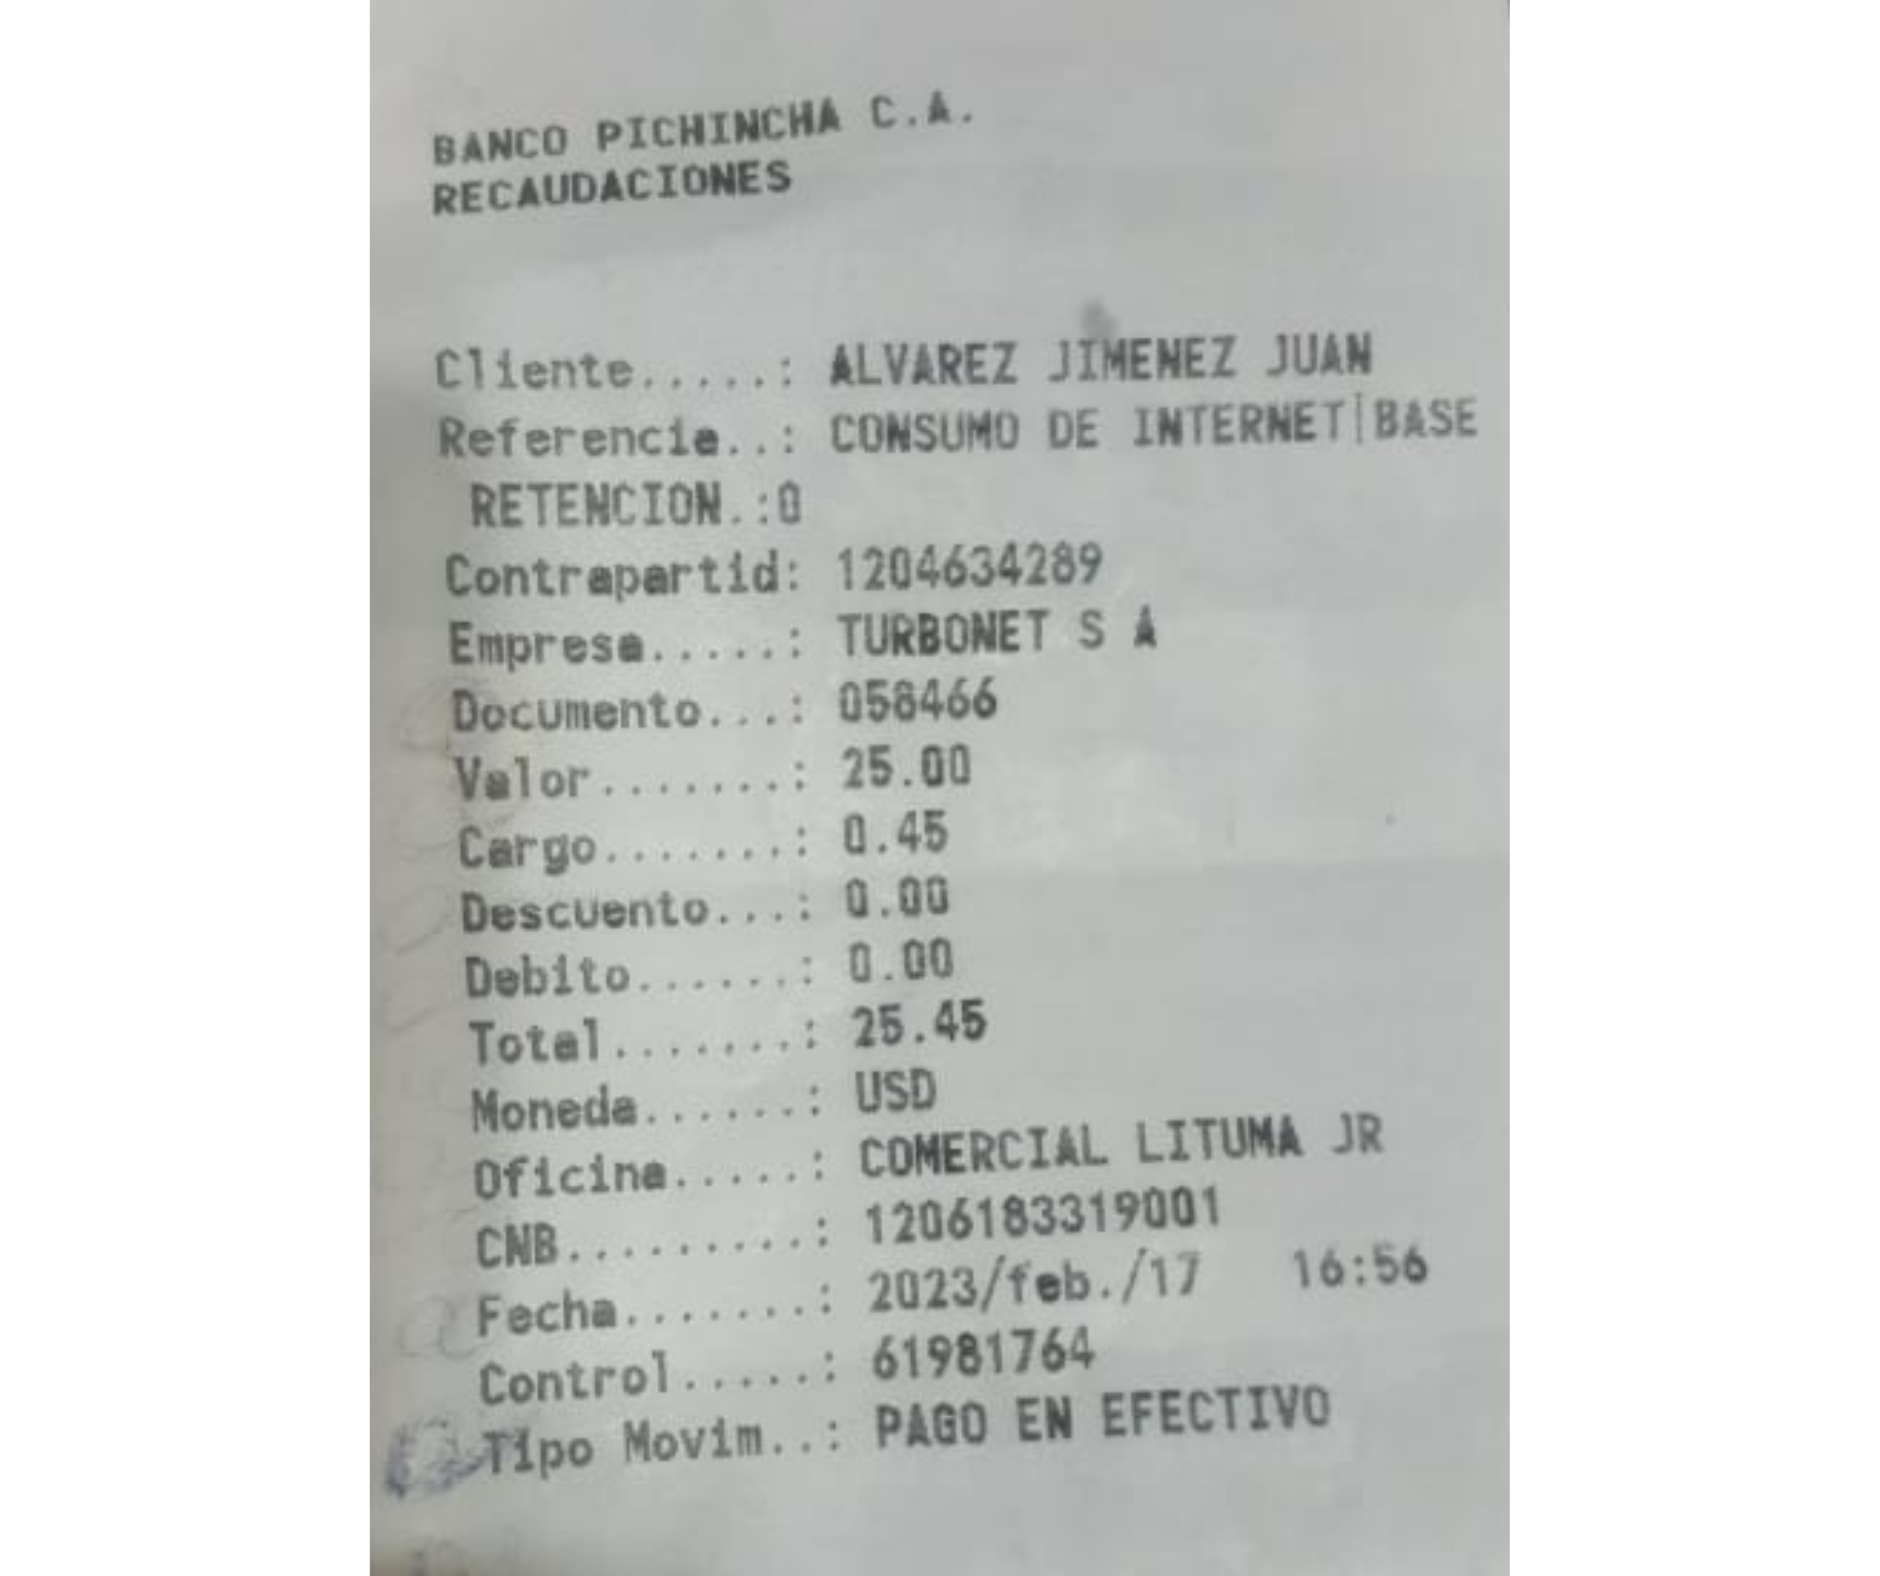 BANCO PICHINCHA C.A.
RECAUDACIONES
Cliente.....: ALVAREZ JIMENEZ JUAN
Referencia..: CONSUMO DE INTERNET|BASE
RETENCION.:0
Contrapartid: 1204634289
Empresa.....: TURBONET S A
Documento...: 058466
Valor.......: 25.00
Cargo.......: 0.45
Descuento...: 0.00
Debito......: 0.00
Total.......: 25.45
Moneda......: USD
Oficina.....: COMERCIAL LITUMA JR
CNB.........: 1206183319001
Fecha.......: 2023/feb./17 16:56
Control.....: 61981764
Tipo Movim..: PAGO EN EFECTIVO